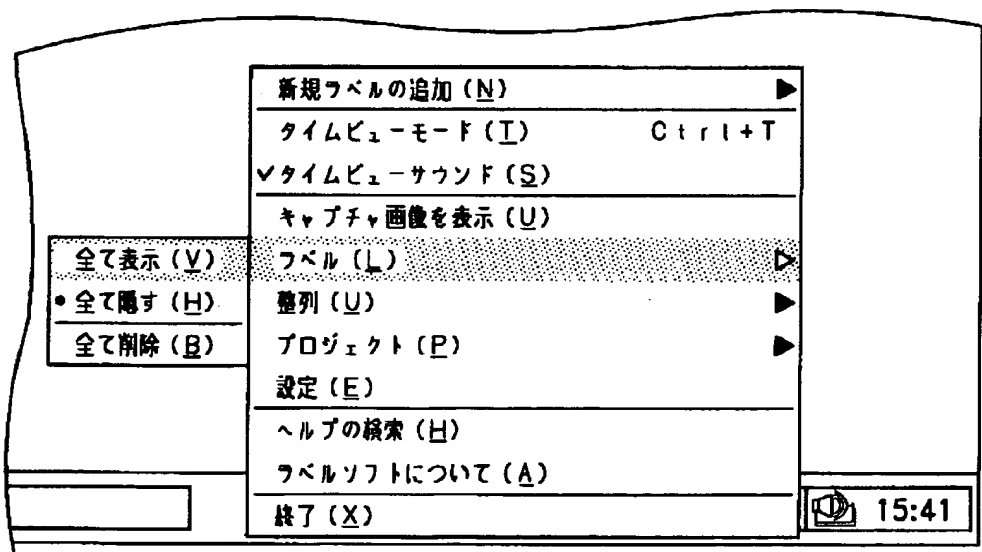 新規ラベルの追加(N)
タイムビューモード(T) Ctrl+T
✓タイムビューサウンド(S)
キャプチャ画像を表示(U)
ラベル(L)
整列(U)
プロジェクト(P)
設定(E)
ヘルプの検索(H)
ラベルソフトについて(A)
終了(X)
全て表示(V)
•全て隠す(H)
全て削除(B)
15:41